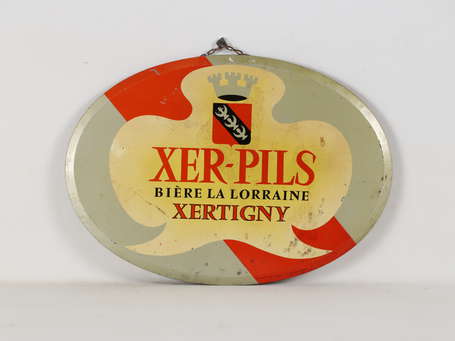 XER-PILS
BIÈRE LA LORRAINE
XERTIGNY